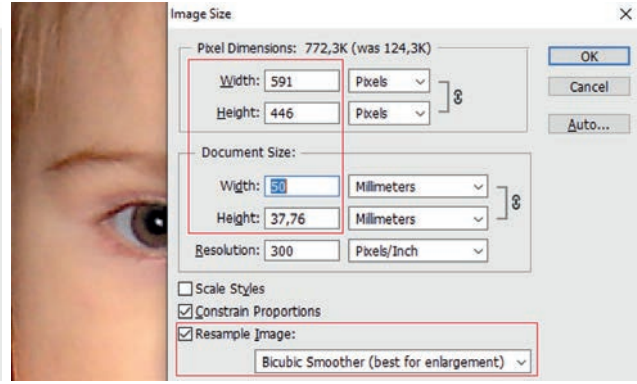 Image Size
Pixel Dimensions: 772,3K (was 124,3K)
OK
Width: 591 Pixels
Cancel
Height: 446 Pixels
Auto...
Document Size:
Width: 50 Millimeters
Height: 37,76 Millimeters
Resolution: 300 Pixels/Inch
Scale Styles
Constrain Proportions
Resample Image:
Bicubic Smoother (best for enlargement)